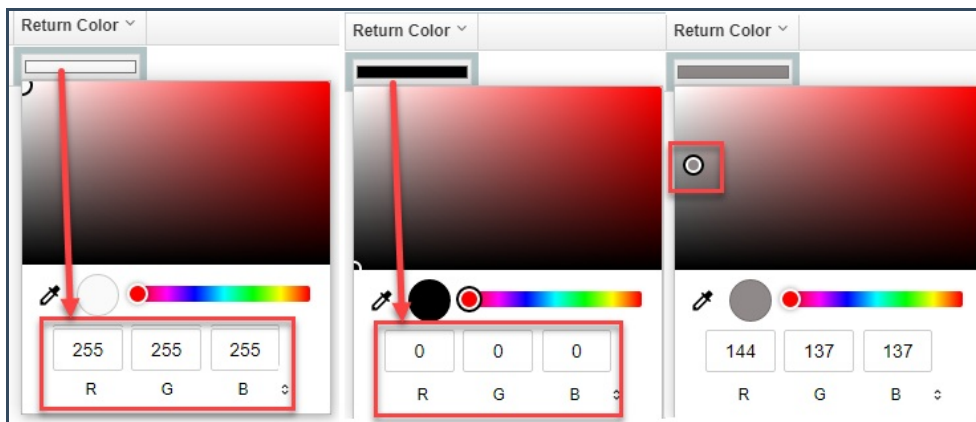 Return Color
255 255 255
R G B
Return Color
0 0 0
R G B
Return Color
144 137 137
R G B